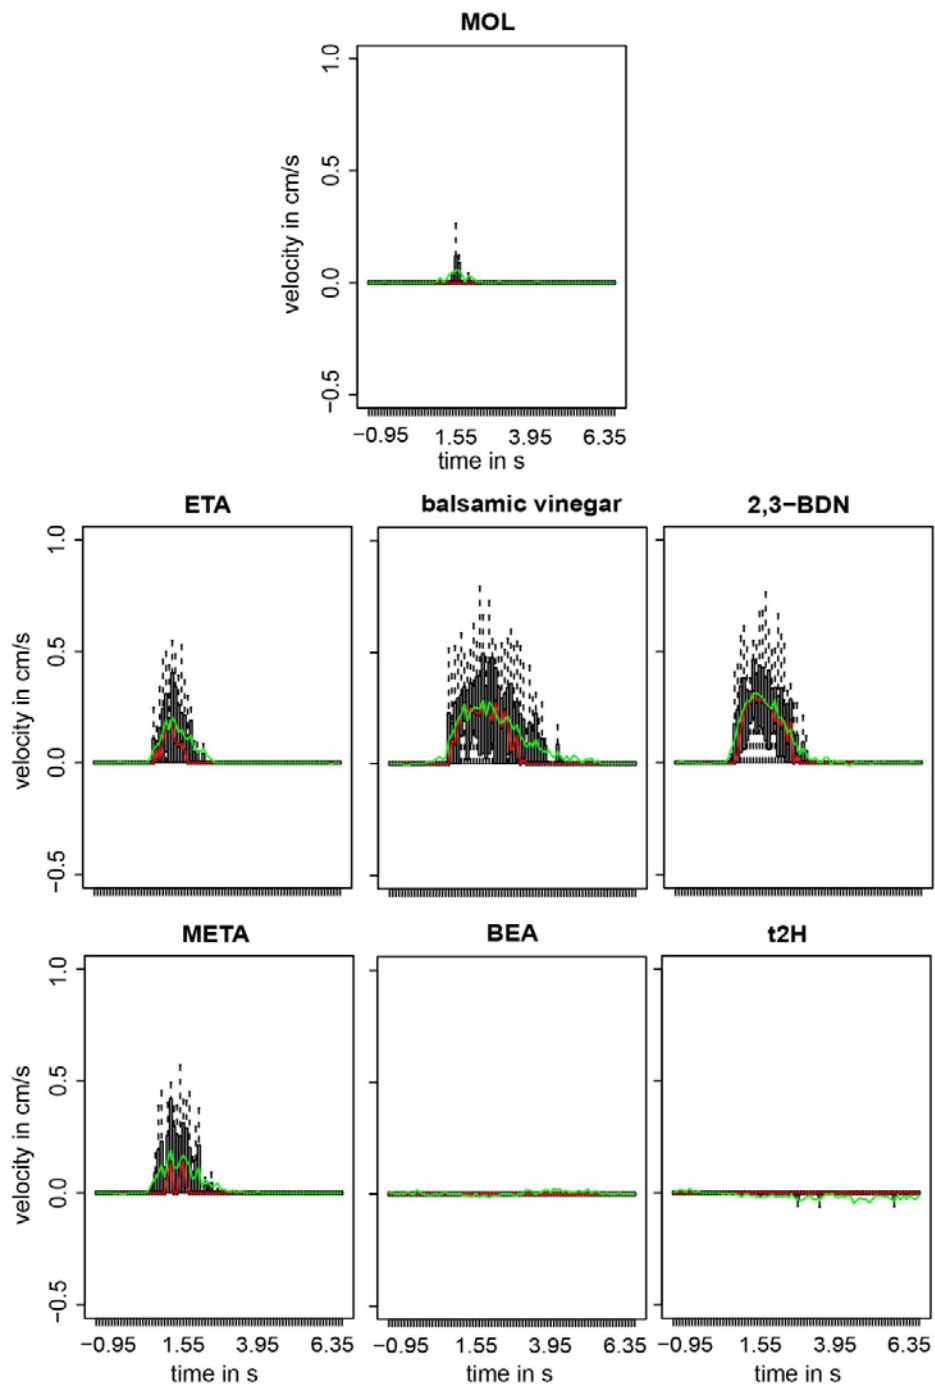 MOL
velocity in cm/s
1.0
0.5
0.0
−0.5
−0.95 1.55 3.95 6.35
time in s
ETA balsamic vinegar 2,3−BDN
velocity in cm/s
1.0
0.5
0.0
−0.5
META BEA t2H
velocity in cm/s
1.0
0.5
0.0
−0.5
−0.95 1.55 3.95 6.35 −0.95 1.55 3.95 6.35 −0.95 1.55 3.95 6.35
time in s time in s time in s